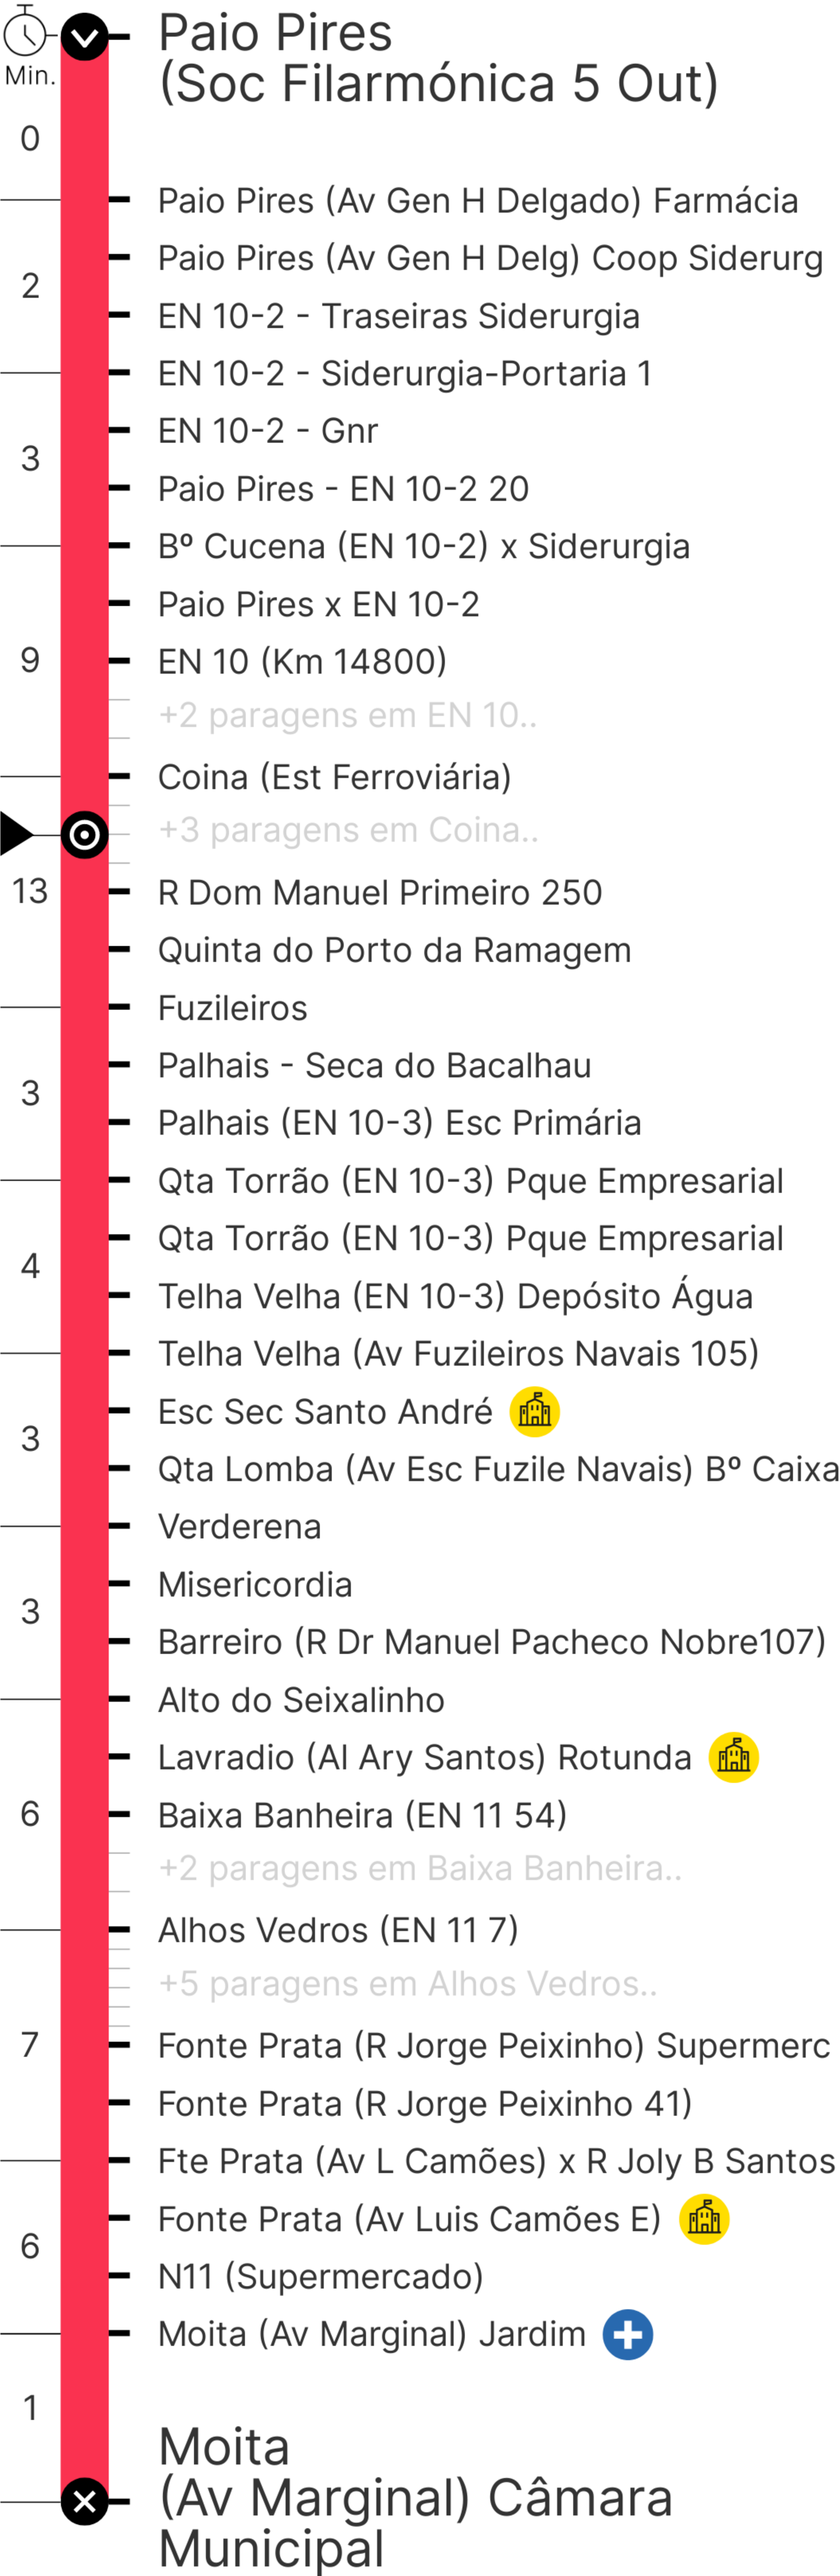 Paio Pires
(Soc Filarmónica 5 Out)
Min.
0
Paio Pires (Av Gen H Delgado) Farmácia
Paio Pires (Av Gen H Delg) Coop Siderurg
2
EN 10-2 - Traseiras Siderurgia
EN 10-2 - Siderurgia-Portaria 1
EN 10-2 - Gnr
3
Paio Pires - EN 10-2 20
Bº Cucena (EN 10-2) x Siderurgia
Paio Pires x EN 10-2
9
EN 10 (Km 14800)
+2 paragens em EN 10..
Coina (Est Ferroviária)
+3 paragens em Coina..
13
R Dom Manuel Primeiro 250
Quinta do Porto da Ramagem
Fuzileiros
Palhais - Seca do Bacalhau
3
Palhais (EN 10-3) Esc Primária
Qta Torrão (EN 10-3) Pque Empresarial
Qta Torrão (EN 10-3) Pque Empresarial
4
Telha Velha (EN 10-3) Depósito Água
Telha Velha (Av Fuzileiros Navais 105)
Esc Sec Santo André
3
Qta Lomba (Av Esc Fuzile Navais) Bº Caixa
Verderena
Misericordia
3
Barreiro (R Dr Manuel Pacheco Nobre107)
Alto do Seixalinho
Lavradio (Al Ary Santos) Rotunda
6
Baixa Banheira (EN 11 54)
+2 paragens em Baixa Banheira..
Alhos Vedros (EN 11 7)
+5 paragens em Alhos Vedros..
7
Fonte Prata (R Jorge Peixinho) Supermerc
Fonte Prata (R Jorge Peixinho 41)
Fte Prata (Av L Camões) x R Joly B Santos
Fonte Prata (Av Luis Camões E)
6
N11 (Supermercado)
Moita (Av Marginal) Jardim
1
Moita
(Av Marginal) Câmara
Municipal